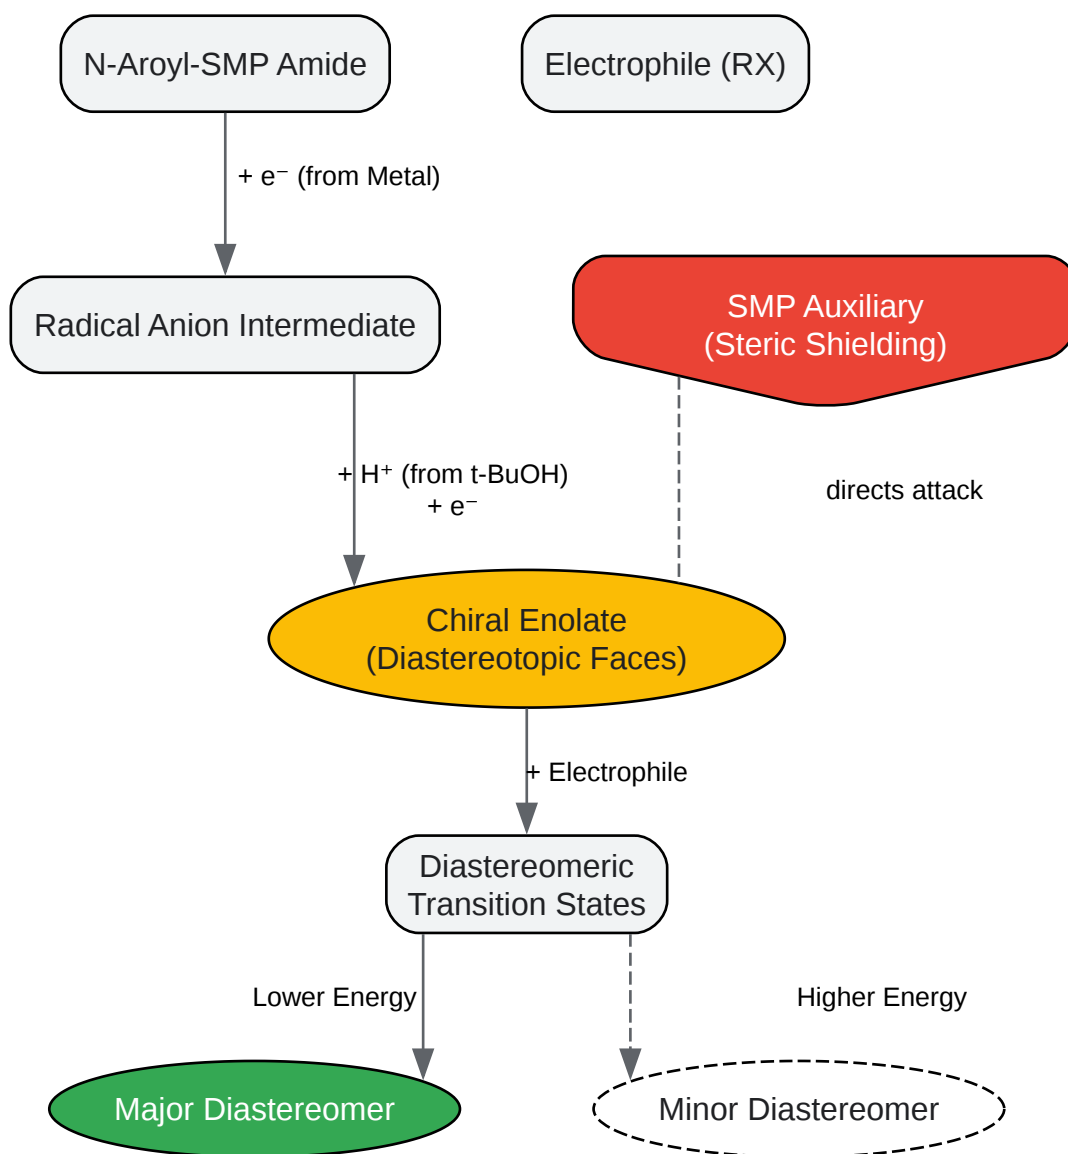 N-Aroyl-SMP Amide
Electrophile (RX)
+ e⁻ (from Metal)
Radical Anion Intermediate
SMP Auxiliary
(Steric Shielding)
+ H⁺ (from t-BuOH)
+ e⁻
directs attack
Chiral Enolate
(Diastereotopic Faces)
+ Electrophile
Diastereomeric
Transition States
Lower Energy
Higher Energy
Major Diastereomer
Minor Diastereomer